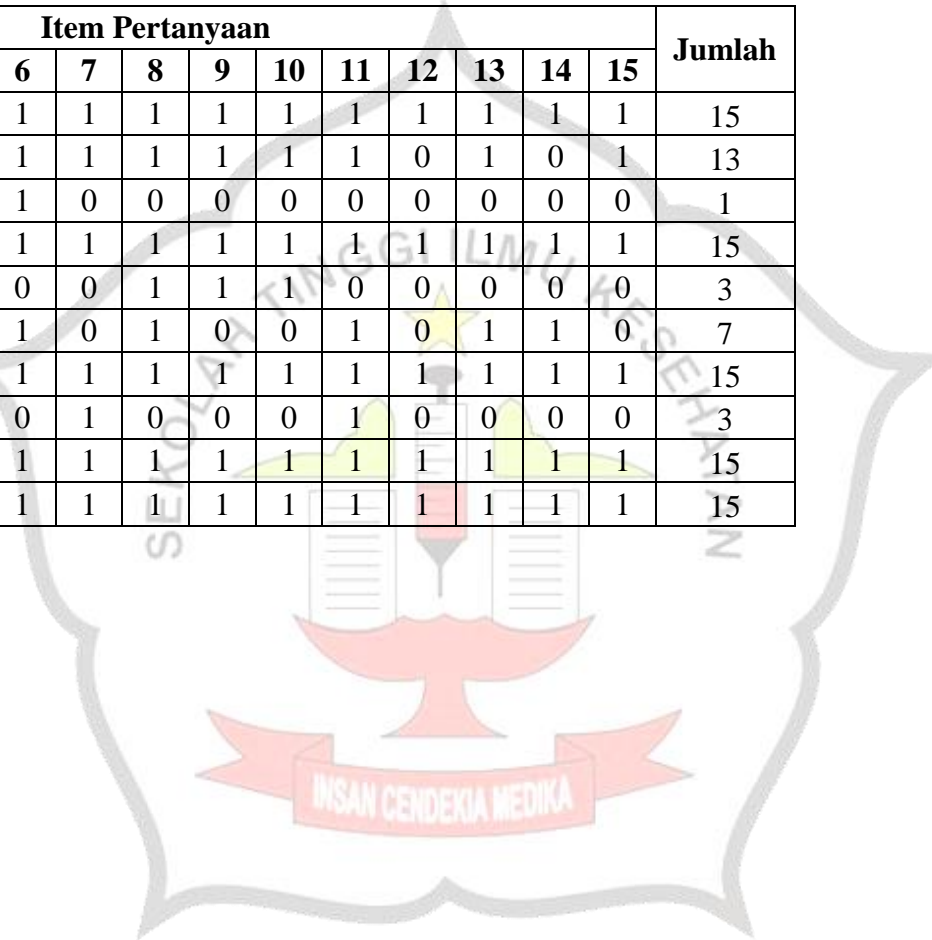 Item Pertanyaan Jumlah
6 7 8 9 10 11 12 13 14 15
1 1 1 1 1 1 1 1 1 1 15
1 1 1 1 1 1 0 1 0 1 13
1 0 0 0 0 0 0 0 0 0 1
1 1 1 1 1 1 1 1 1 1 15
0 0 1 1 1 0 0 0 0 0 3
1 0 1 0 0 1 0 1 1 0 7
1 1 1 1 1 1 1 1 1 1 15
0 1 0 0 0 1 0 0 0 0 3
1 1 1 1 1 1 1 1 1 1 15
1 1 1 1 1 1 1 1 1 1 15
SEKOLAH TINGGI ILMU KESEHATAN
INSAN CENDEKIA MEDIKA